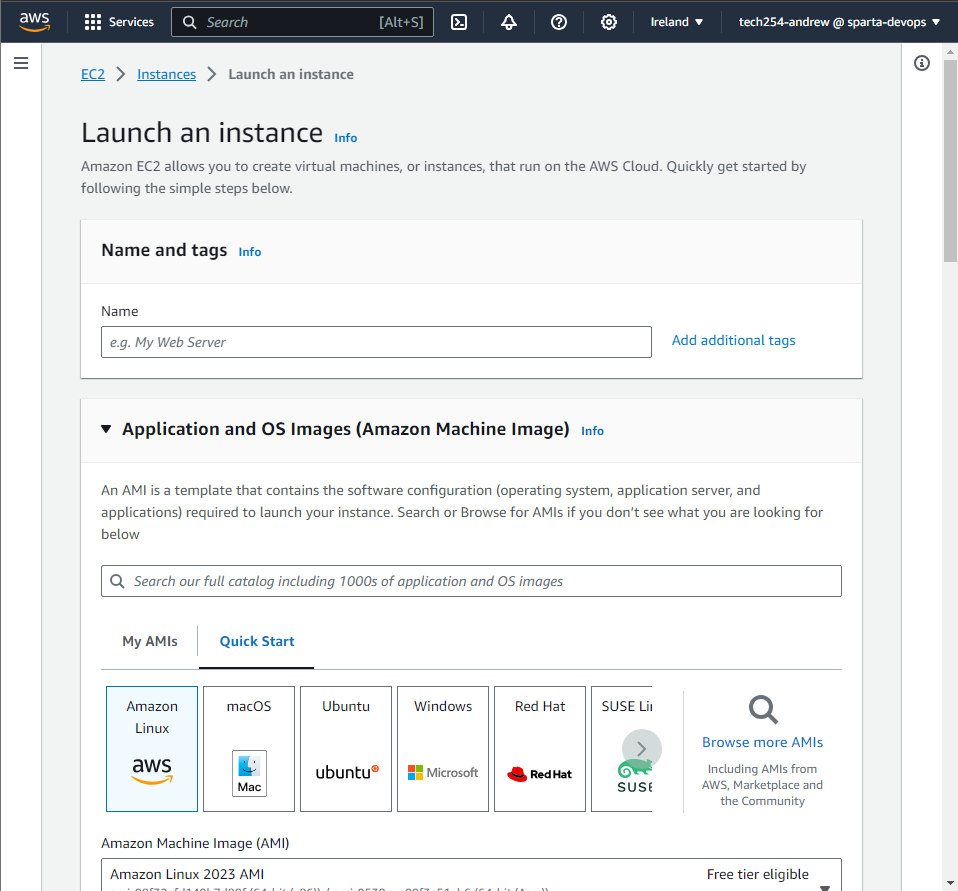 aws
Services
Search
[Alt+S]
Ireland
tech254-andrew @ sparta-devops
EC2
Instances
Launch an instance
Launch an instance Info
Amazon EC2 allows you to create virtual machines, or instances, that run on the AWS Cloud. Quickly get started by
following the simple steps below.
Name and tags Info
Name
e.g. My Web Server
Add additional tags
Application and OS Images (Amazon Machine Image) Info
An AMI is a template that contains the software configuration (operating system, application server, and
applications) required to launch your instance. Search or Browse for AMIs if you don’t see what you are looking for
below
Search our full catalog including 1000s of application and OS images
My AMIs
Quick Start
Amazon
Linux
aws
macOS
Mac
Ubuntu
ubuntu
Windows
Microsoft
Red Hat
Red Hat
SUSE Li
SUSE
Browse more AMIs
Including AMIs from
AWS, Marketplace and
the Community
Amazon Machine Image (AMI)
Amazon Linux 2023 AMI
Free tier eligible